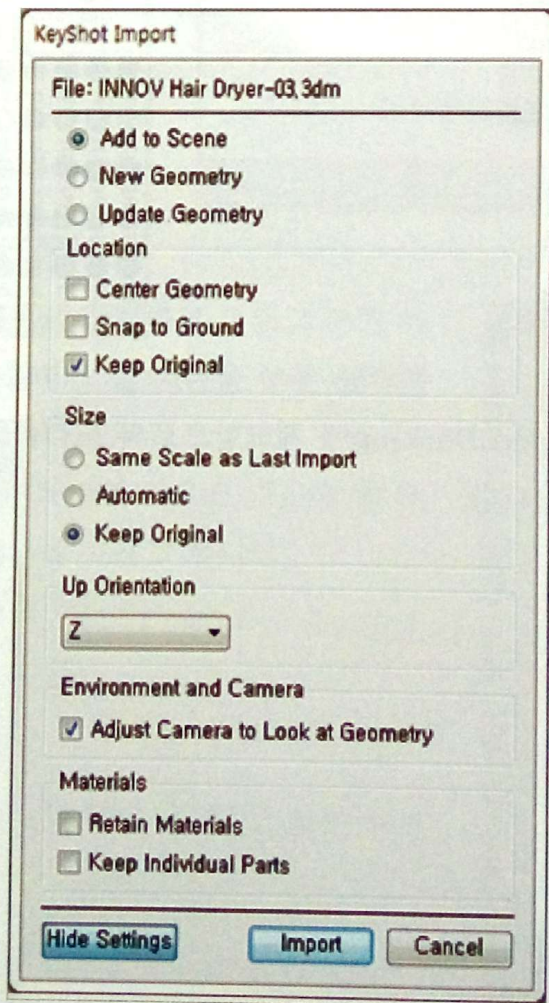 KeyShot Import
File: INNOV Hair Dryer-03.3dm
Add to Scene
New Geometry
Update Geometry
Location
Center Geometry
Snap to Ground
Keep Original
Size
Same Scale as Last Import
Automatic
Keep Original
Up Orientation
Z
Environment and Camera
Adjust Camera to Look at Geometry
Materials
Retain Materials
Keep Individual Parts
Hide Settings Import Cancel